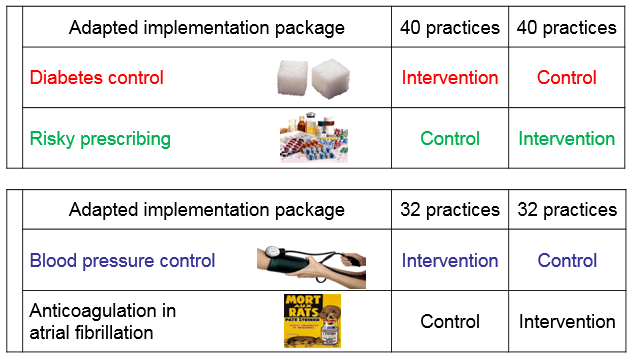 Adapted implementation package 40 practices 40 practices
Diabetes control Intervention Control
Risky prescribing Control Intervention
Adapted implementation package 32 practices 32 practices
Blood pressure control Intervention Control
Anticoagulation in
atrial fibrillation Control Intervention
MORT
AUX
RATS